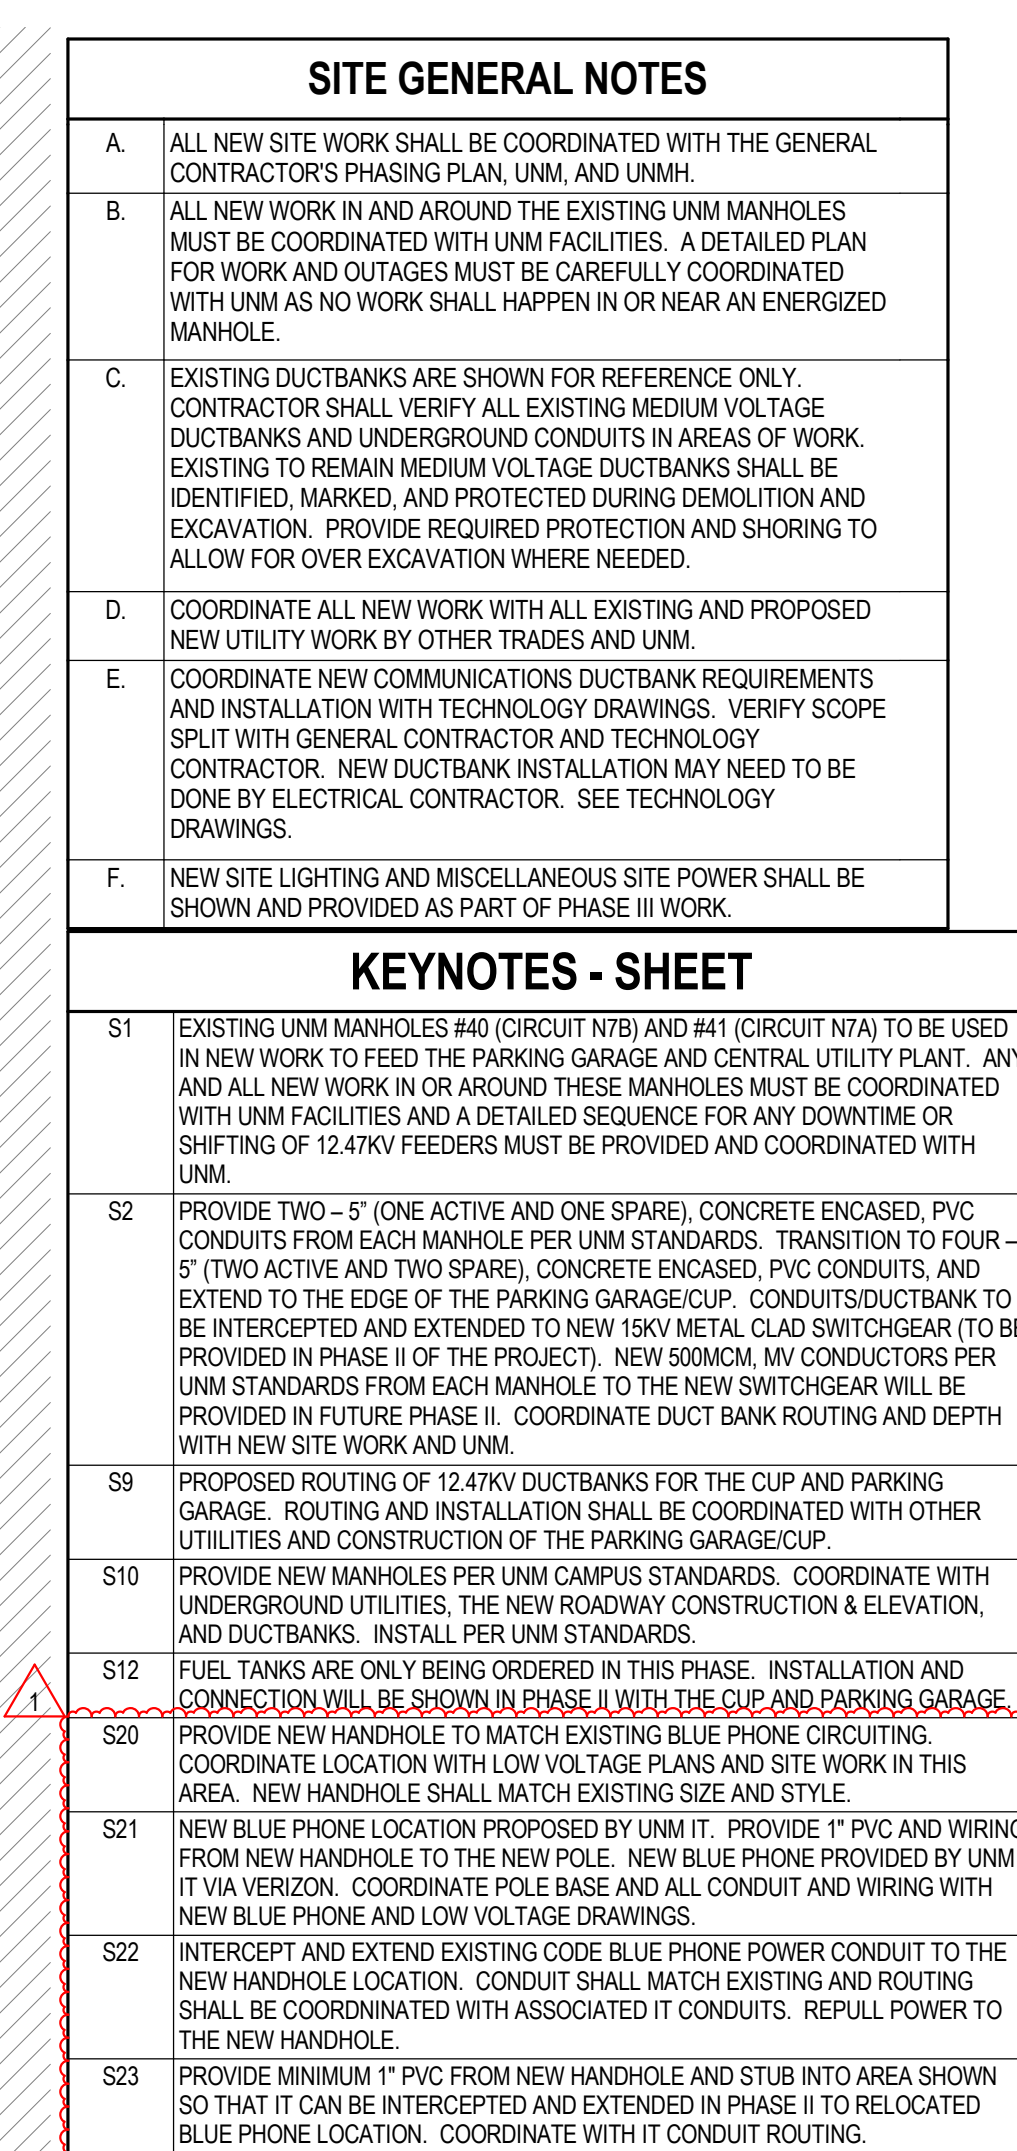 SITE GENERAL NOTES
A. ALL NEW SITE WORK SHALL BE COORDINATED WITH THE GENERAL
CONTRACTOR'S PHASING PLAN, UNM, AND UNMH.
B. ALL NEW WORK IN AND AROUND THE EXISTING UNM MANHOLES
MUST BE COORDINATED WITH UNM FACILITIES. A DETAILED PLAN
FOR WORK AND OUTAGES MUST BE CAREFULLY COORDINATED
WITH UNM AS NO WORK SHALL HAPPEN IN OR NEAR AN ENERGIZED
MANHOLE.
C. EXISTING DUCTBANKS ARE SHOWN FOR REFERENCE ONLY.
CONTRACTOR SHALL VERIFY ALL EXISTING MEDIUM VOLTAGE
DUCTBANKS AND UNDERGROUND CONDUITS IN AREAS OF WORK.
EXISTING TO REMAIN MEDIUM VOLTAGE DUCTBANKS SHALL BE
IDENTIFIED, MARKED, AND PROTECTED DURING DEMOLITION AND
EXCAVATION. PROVIDE REQUIRED PROTECTION AND SHORING TO
ALLOW FOR OVER EXCAVATION WHERE NEEDED.
D. COORDINATE ALL NEW WORK WITH ALL EXISTING AND PROPOSED
NEW UTILITY WORK BY OTHER TRADES AND UNM.
E. COORDINATE NEW COMMUNICATIONS DUCTBANK REQUIREMENTS
AND INSTALLATION WITH TECHNOLOGY DRAWINGS. VERIFY SCOPE
SPLIT WITH GENERAL CONTRACTOR AND TECHNOLOGY
CONTRACTOR. NEW DUCTBANK INSTALLATION MAY NEED TO BE
DONE BY ELECTRICAL CONTRACTOR. SEE TECHNOLOGY
DRAWINGS.
F. NEW SITE LIGHTING AND MISCELLANEOUS SITE POWER SHALL BE
SHOWN AND PROVIDED AS PART OF PHASE III WORK.
KEYNOTES - SHEET
S1 EXISTING UNM MANHOLES #40 (CIRCUIT N7B) AND #41 (CIRCUIT N7A) TO BE USED
IN NEW WORK TO FEED THE PARKING GARAGE AND CENTRAL UTILITY PLANT. ANY
AND ALL NEW WORK IN OR AROUND THESE MANHOLES MUST BE COORDINATED
WITH UNM FACILITIES AND A DETAILED SEQUENCE FOR ANY DOWNTIME OR
SHIFTING OF 12.47KV FEEDERS MUST BE PROVIDED AND COORDINATED WITH
UNM.
S2 PROVIDE TWO – 5” (ONE ACTIVE AND ONE SPARE), CONCRETE ENCASED, PVC
CONDUITS FROM EACH MANHOLE PER UNM STANDARDS. TRANSITION TO FOUR –
5” (TWO ACTIVE AND TWO SPARE), CONCRETE ENCASED, PVC CONDUITS, AND
EXTEND TO THE EDGE OF THE PARKING GARAGE/CUP. CONDUITS/DUCTBANK TO
BE INTERCEPTED AND EXTENDED TO NEW 15KV METAL CLAD SWITCHGEAR (TO BE
PROVIDED IN PHASE II OF THE PROJECT). NEW 500MCM, MV CONDUCTORS PER
UNM STANDARDS FROM EACH MANHOLE TO THE NEW SWITCHGEAR WILL BE
PROVIDED IN FUTURE PHASE II. COORDINATE DUCT BANK ROUTING AND DEPTH
WITH NEW SITE WORK AND UNM.
S9 PROPOSED ROUTING OF 12.47KV DUCTBANKS FOR THE CUP AND PARKING
GARAGE. ROUTING AND INSTALLATION SHALL BE COORDINATED WITH OTHER
UTIILITIES AND CONSTRUCTION OF THE PARKING GARAGE/CUP.
S10 PROVIDE NEW MANHOLES PER UNM CAMPUS STANDARDS. COORDINATE WITH
UNDERGROUND UTILITIES, THE NEW ROADWAY CONSTRUCTION & ELEVATION,
AND DUCTBANKS. INSTALL PER UNM STANDARDS.
S12 FUEL TANKS ARE ONLY BEING ORDERED IN THIS PHASE. INSTALLATION AND
1 CONNECTION WILL BE SHOWN IN PHASE II WITH THE CUP AND PARKING GARAGE.
S20 PROVIDE NEW HANDHOLE TO MATCH EXISTING BLUE PHONE CIRCUITING.
COORDINATE LOCATION WITH LOW VOLTAGE PLANS AND SITE WORK IN THIS
AREA. NEW HANDHOLE SHALL MATCH EXISTING SIZE AND STYLE.
S21 NEW BLUE PHONE LOCATION PROPOSED BY UNM IT. PROVIDE 1" PVC AND WIRING
FROM NEW HANDHOLE TO THE NEW POLE. NEW BLUE PHONE PROVIDED BY UNM
IT VIA VERIZON. COORDINATE POLE BASE AND ALL CONDUIT AND WIRING WITH
NEW BLUE PHONE AND LOW VOLTAGE DRAWINGS.
S22 INTERCEPT AND EXTEND EXISTING CODE BLUE PHONE POWER CONDUIT TO THE
NEW HANDHOLE LOCATION. CONDUIT SHALL MATCH EXISTING AND ROUTING
SHALL BE COORDNINATED WITH ASSOCIATED IT CONDUITS. REPULL POWER TO
THE NEW HANDHOLE.
S23 PROVIDE MINIMUM 1" PVC FROM NEW HANDHOLE AND STUB INTO AREA SHOWN
SO THAT IT CAN BE INTERCEPTED AND EXTENDED IN PHASE II TO RELOCATED
BLUE PHONE LOCATION. COORDINATE WITH IT CONDUIT ROUTING.